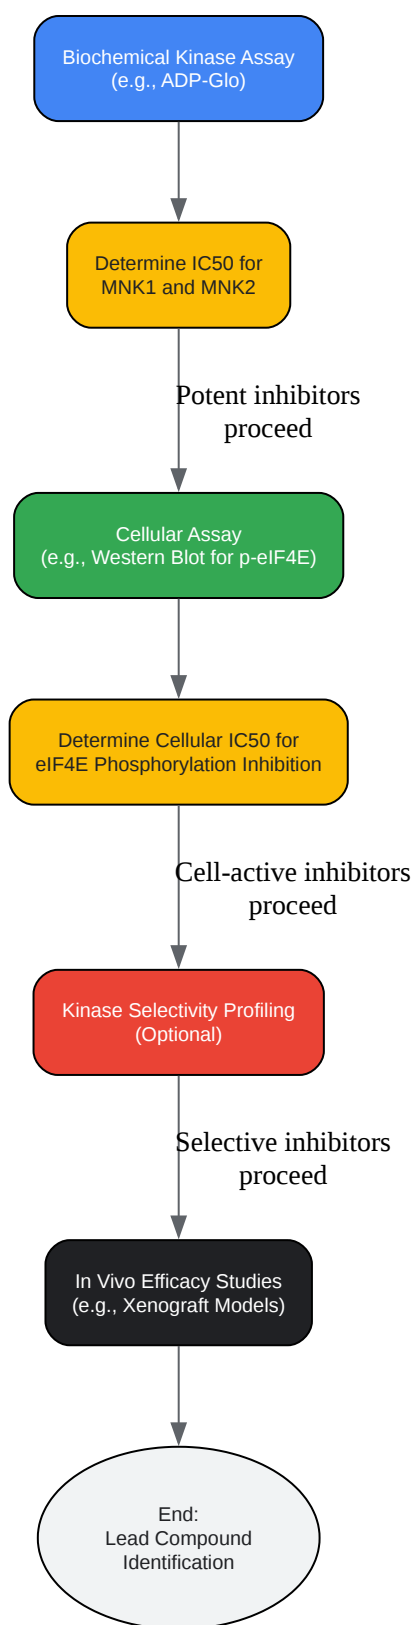 Biochemical Kinase Assay
(e.g., ADP-Glo)
Determine IC50 for
MNK1 and MNK2
Potent inhibitors
proceed
Cellular Assay
(e.g., Western Blot for p-eIF4E)
Determine Cellular IC50 for
eIF4E Phosphorylation Inhibition
Cell-active inhibitors
proceed
Kinase Selectivity Profiling
(Optional)
Selective inhibitors
proceed
In Vivo Efficacy Studies
(e.g., Xenograft Models)
End:
Lead Compound
Identification